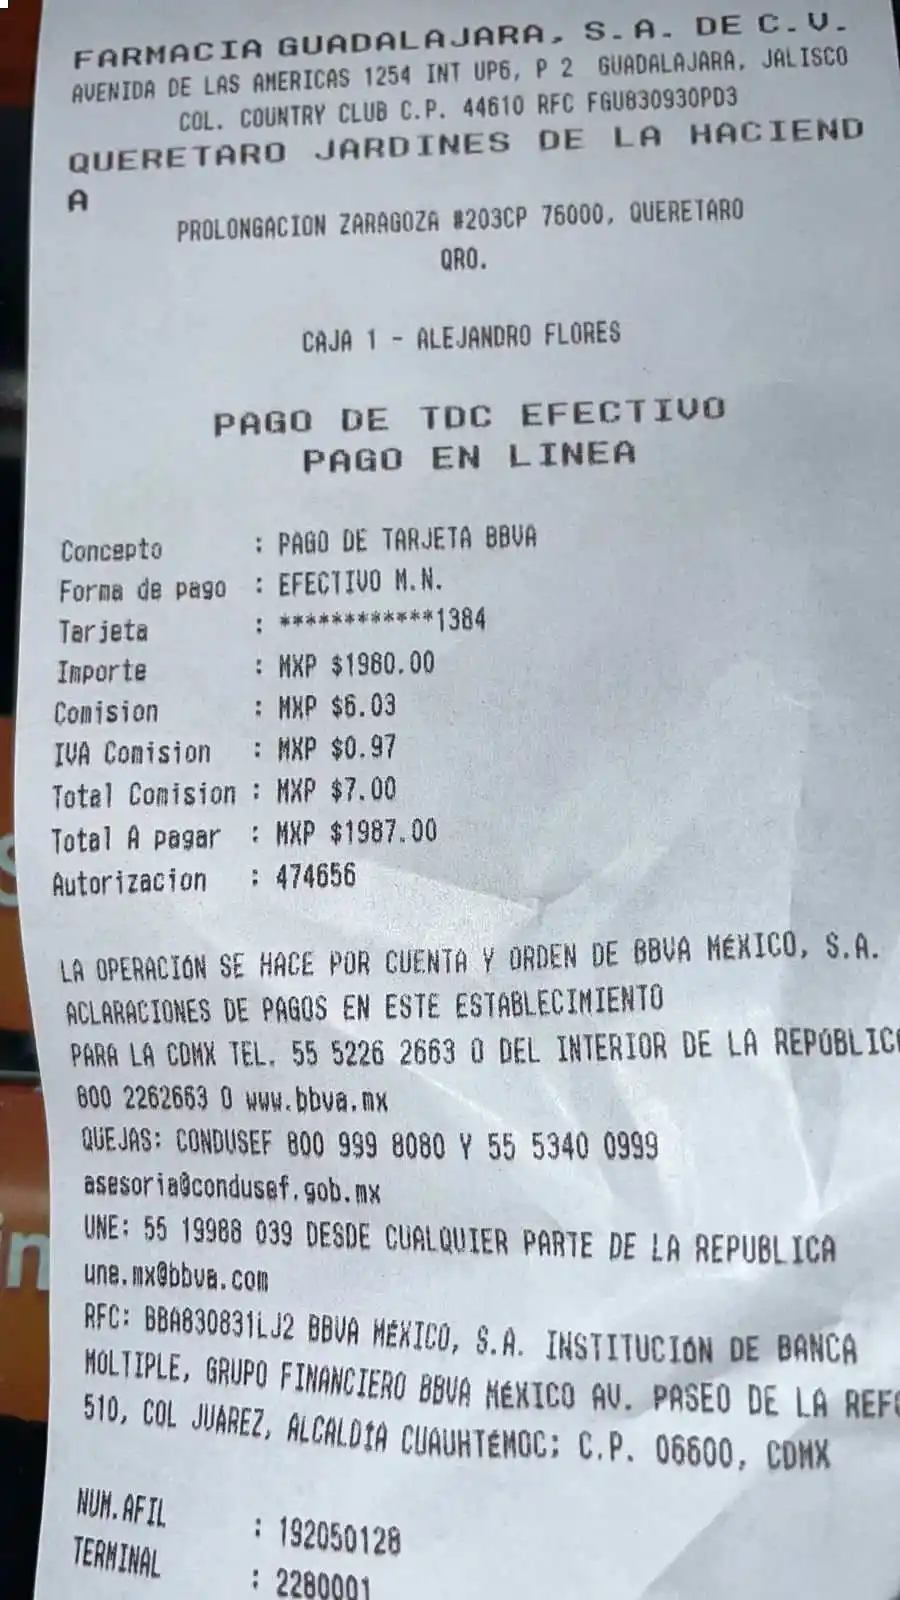 FARMACIA GUADALAJARA, S.A. DE C.V.
AVENIDA DE LAS AMERICAS 1254 INT UP6, P 2 GUADALAJARA, JALISCO
COL. COUNTRY CLUB C.P. 44610 RFC FGU830930PD3
QUERETARO JARDINES DE LA HACIEND
A
PROLONGACION ZARAGOZA #203CP 76000, QUERETARO
QRO.
CAJA 1 - ALEJANDRO FLORES
PAGO DE TDC EFECTIVO
PAGO EN LINEA
Concepto : PAGO DE TARJETA BBVA
Forma de pago : EFECTIVO M.N.
Tarjeta : ************1384
Importe : MXP $1980.00
Comision : MXP $6.03
IVA Comision : MXP $0.97
Total Comision : MXP $7.00
Total A pagar : MXP $1987.00
Autorizacion : 474656
LA OPERACIÓN SE HACE POR CUENTA Y ORDEN DE BBVA MÉXICO, S.A.
ACLARACIONES DE PAGOS EN ESTE ESTABLECIMIENTO
PARA LA CDMX TEL. 55 5226 2663 O DEL INTERIOR DE LA REPÚBLICA
800 2262663 O www.bbva.mx
QUEJAS: CONDUSEF 800 999 8080 Y 55 5340 0999
asesoria@condusef.gob.mx
UNE: 55 19988 039 DESDE CUALQUIER PARTE DE LA REPUBLICA
une.mx@bbva.com
RFC: BBA830831LJ2 BBVA MÉXICO, S.A. INSTITUCIÓN DE BANCA
MÚLTIPLE, GRUPO FINANCIERO BBVA MÉXICO AV. PASEO DE LA REFO
510, COL JUAREZ, ALCALDÍA CUAUHTÉMOC; C.P. 06600, CDMX
NUM.AFIL : 192050128
TERMINAL : 2280001